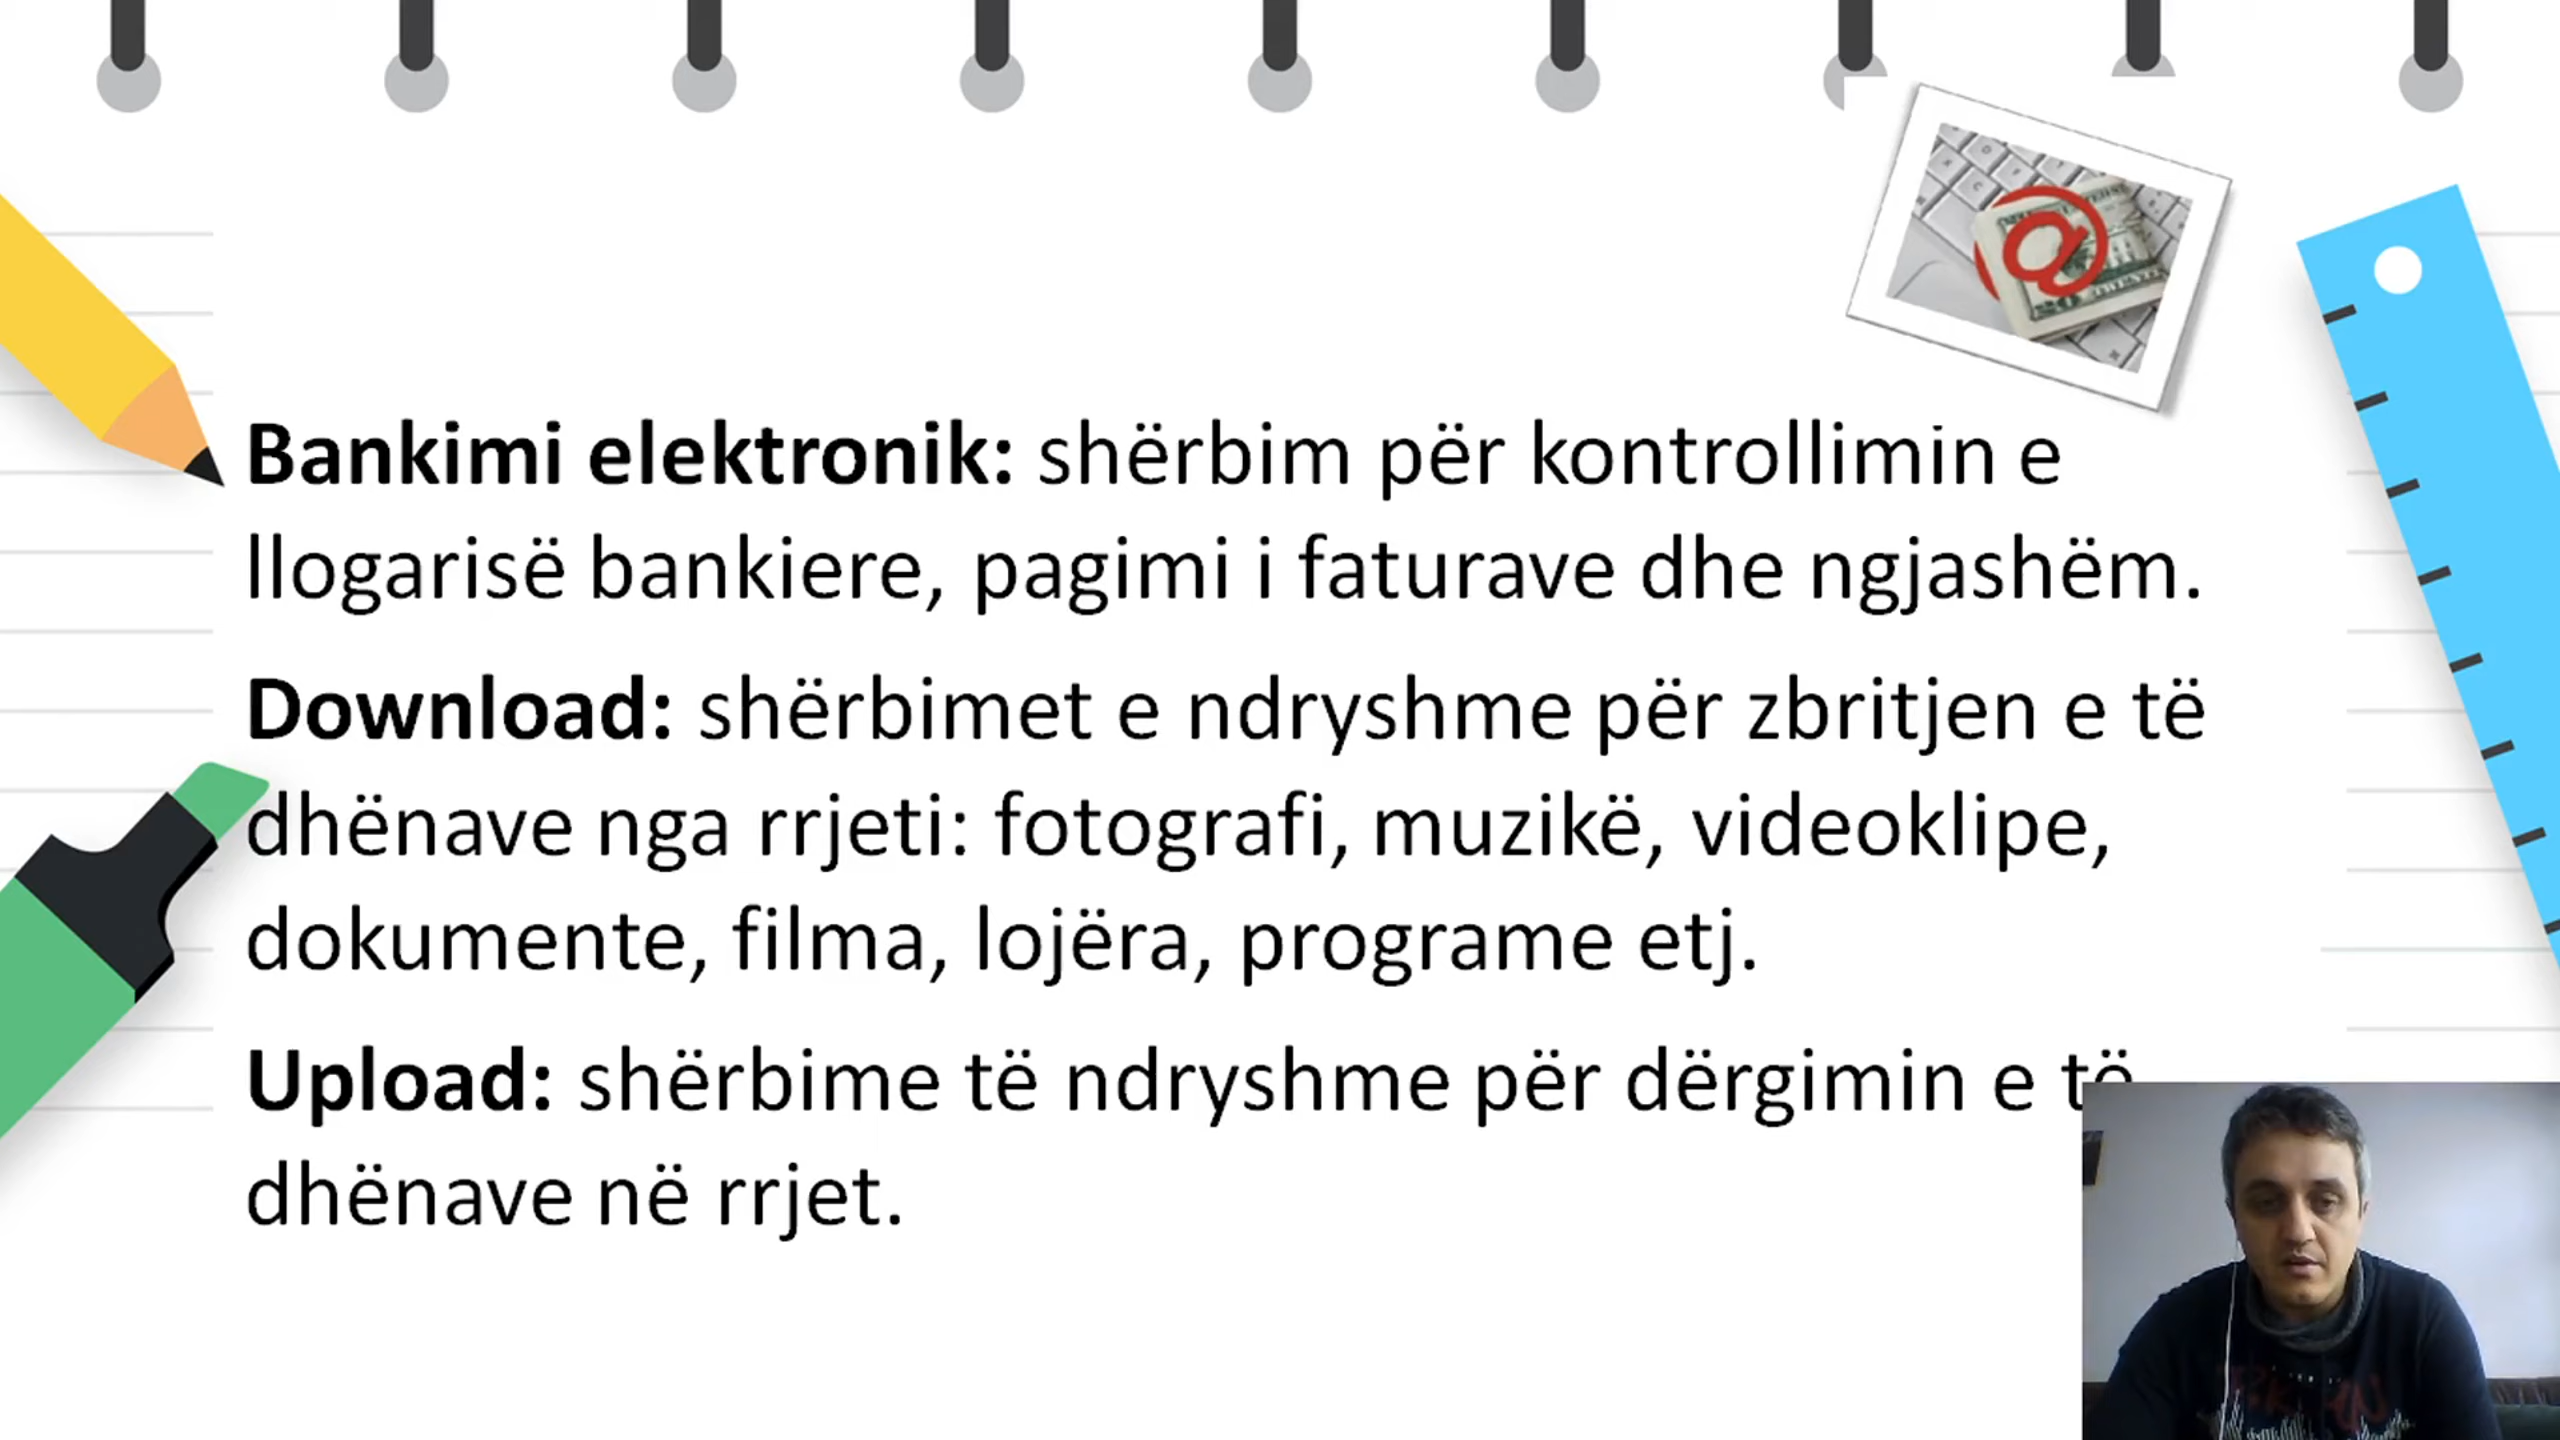 Bankimi elektronik: shërbim për kontrollimin e
llogarisë bankiere, pagimi i faturave dhe ngjashëm.
Download: shërbimet e ndryshme për zbritjen e të
dhënave nga rrjeti: fotografi, muzikë, videoklipe,
dokumente, filma, lojëra, programe etj.
Upload: shërbime të ndryshme për dërgimin e të
dhënave në rrjet.
@